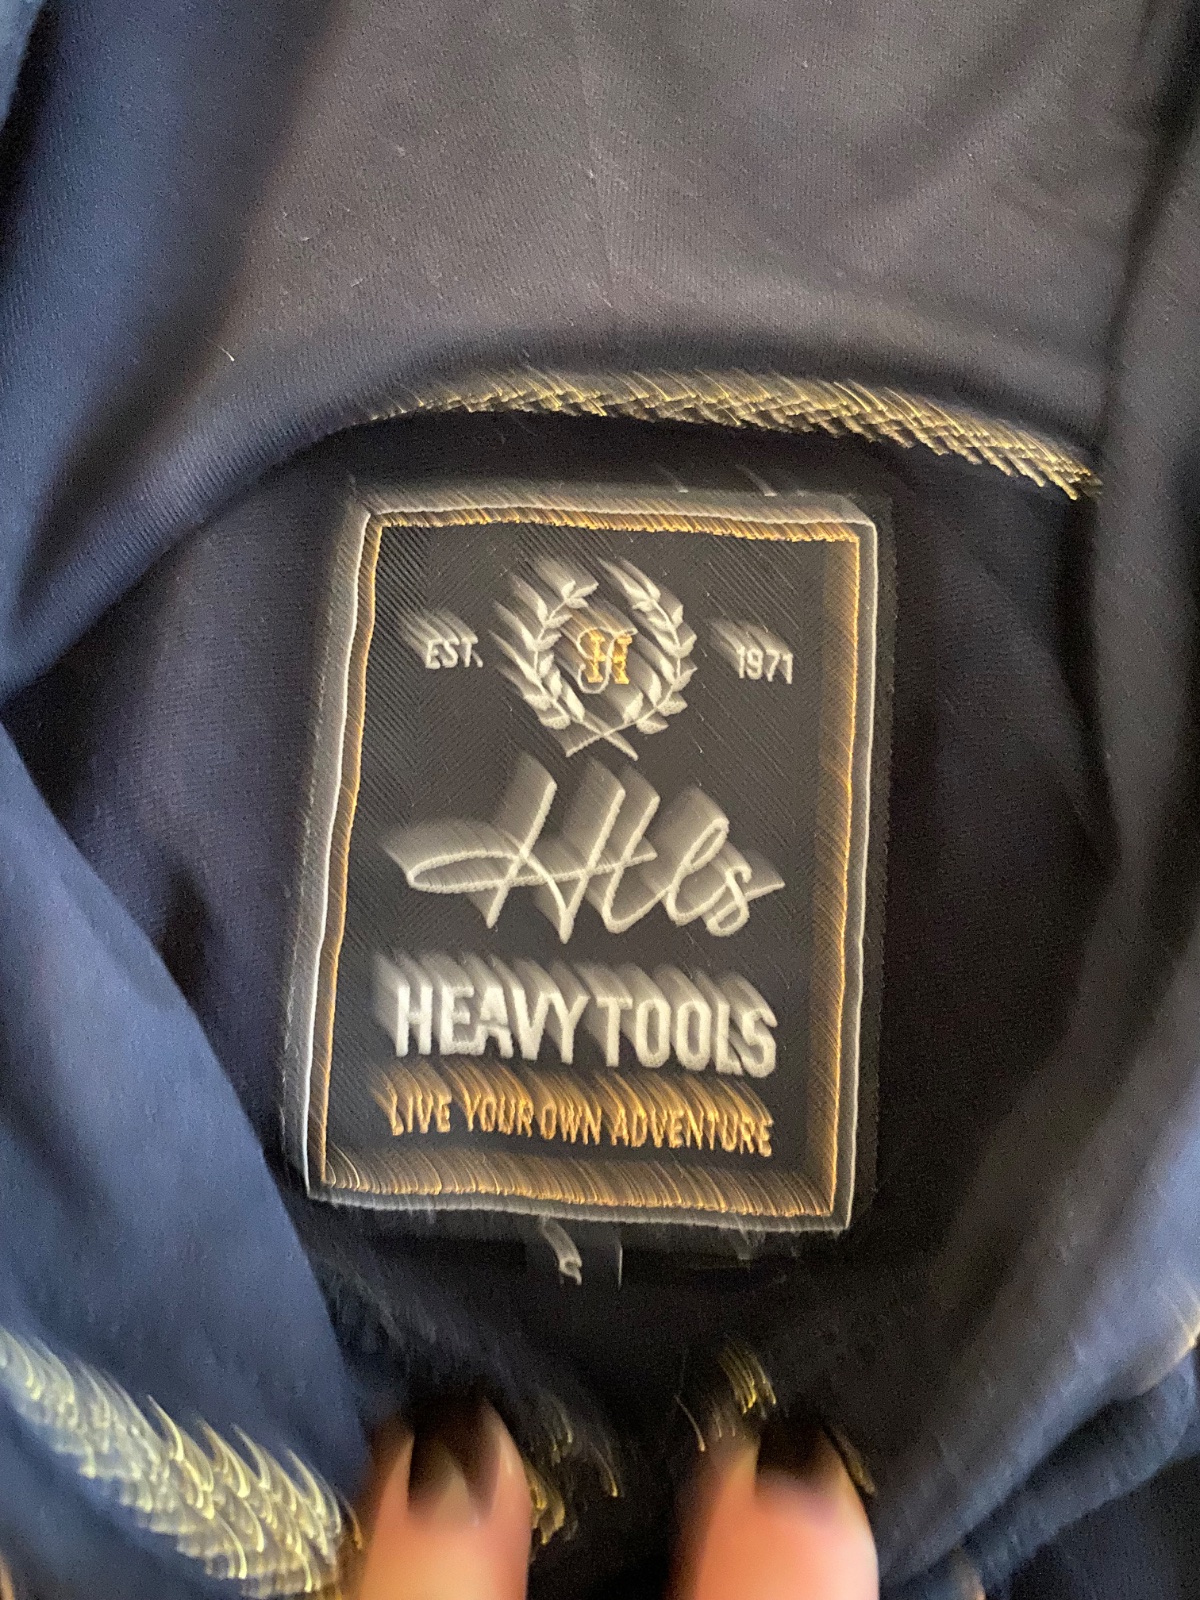 EST. H 1971
Htls
HEAVY TOOLS
LIVE YOUR OWN ADVENTURE
S